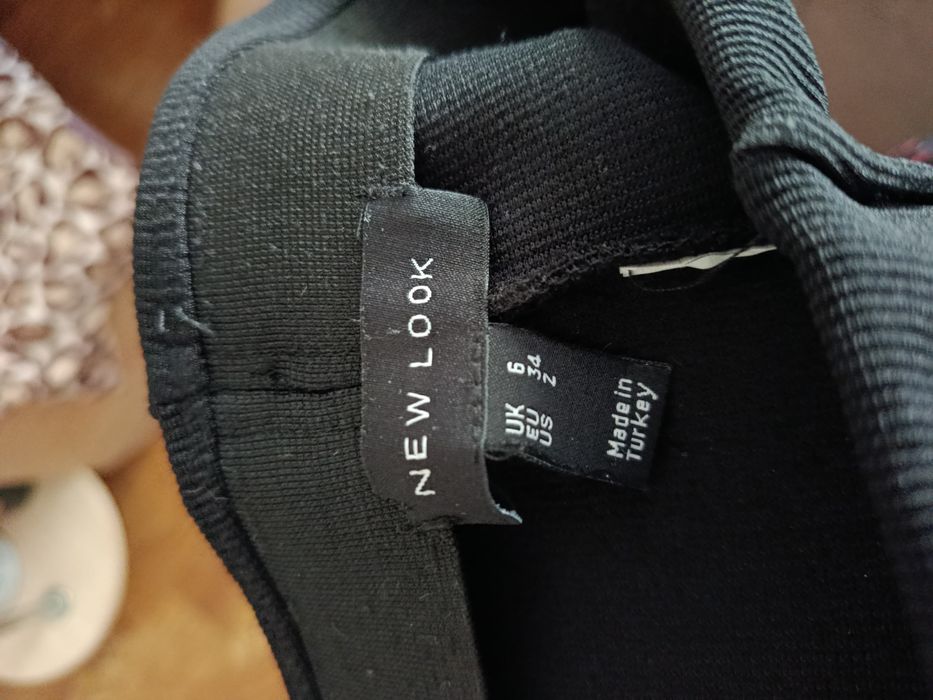 NEW LOOK
UK 6
EU 34
US 2
Made in
Turkey